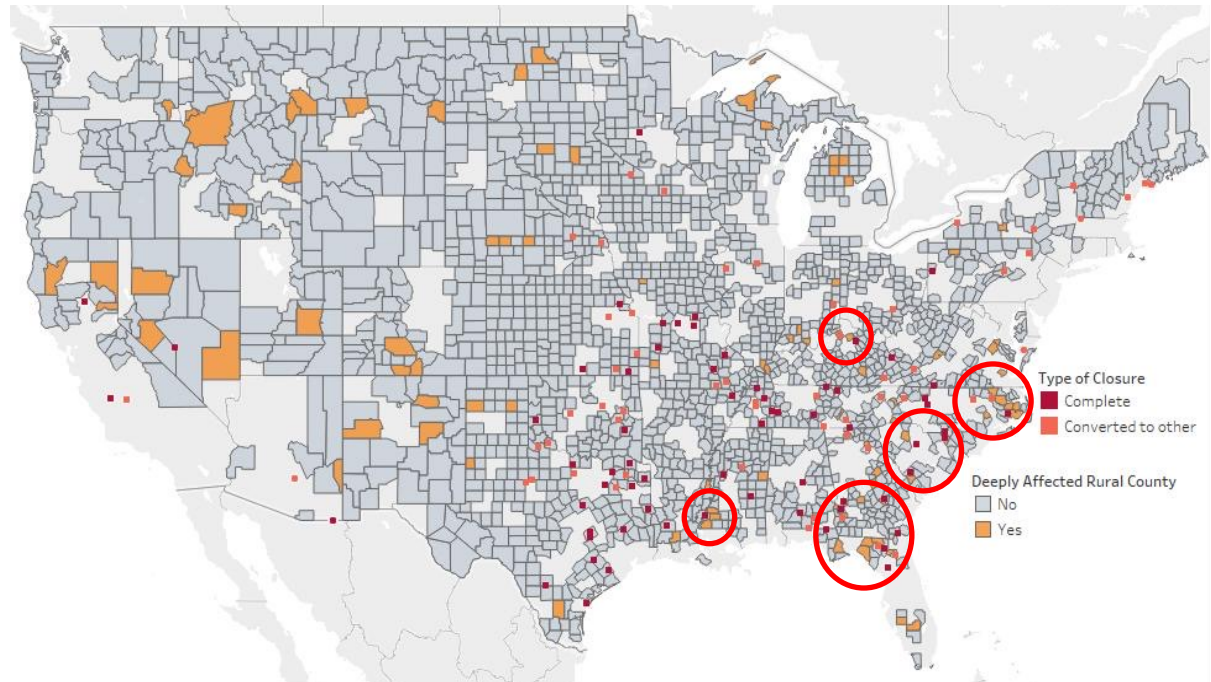 Type of Closure
Complete
Converted to other
Deeply Affected Rural County
No
Yes